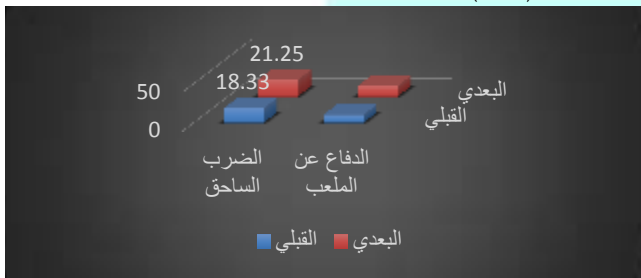 21.25
18.33
50
0
البعدي
القبلي
الضرب الساحق
الدفاع عن الملعب
القبلي
البعدي